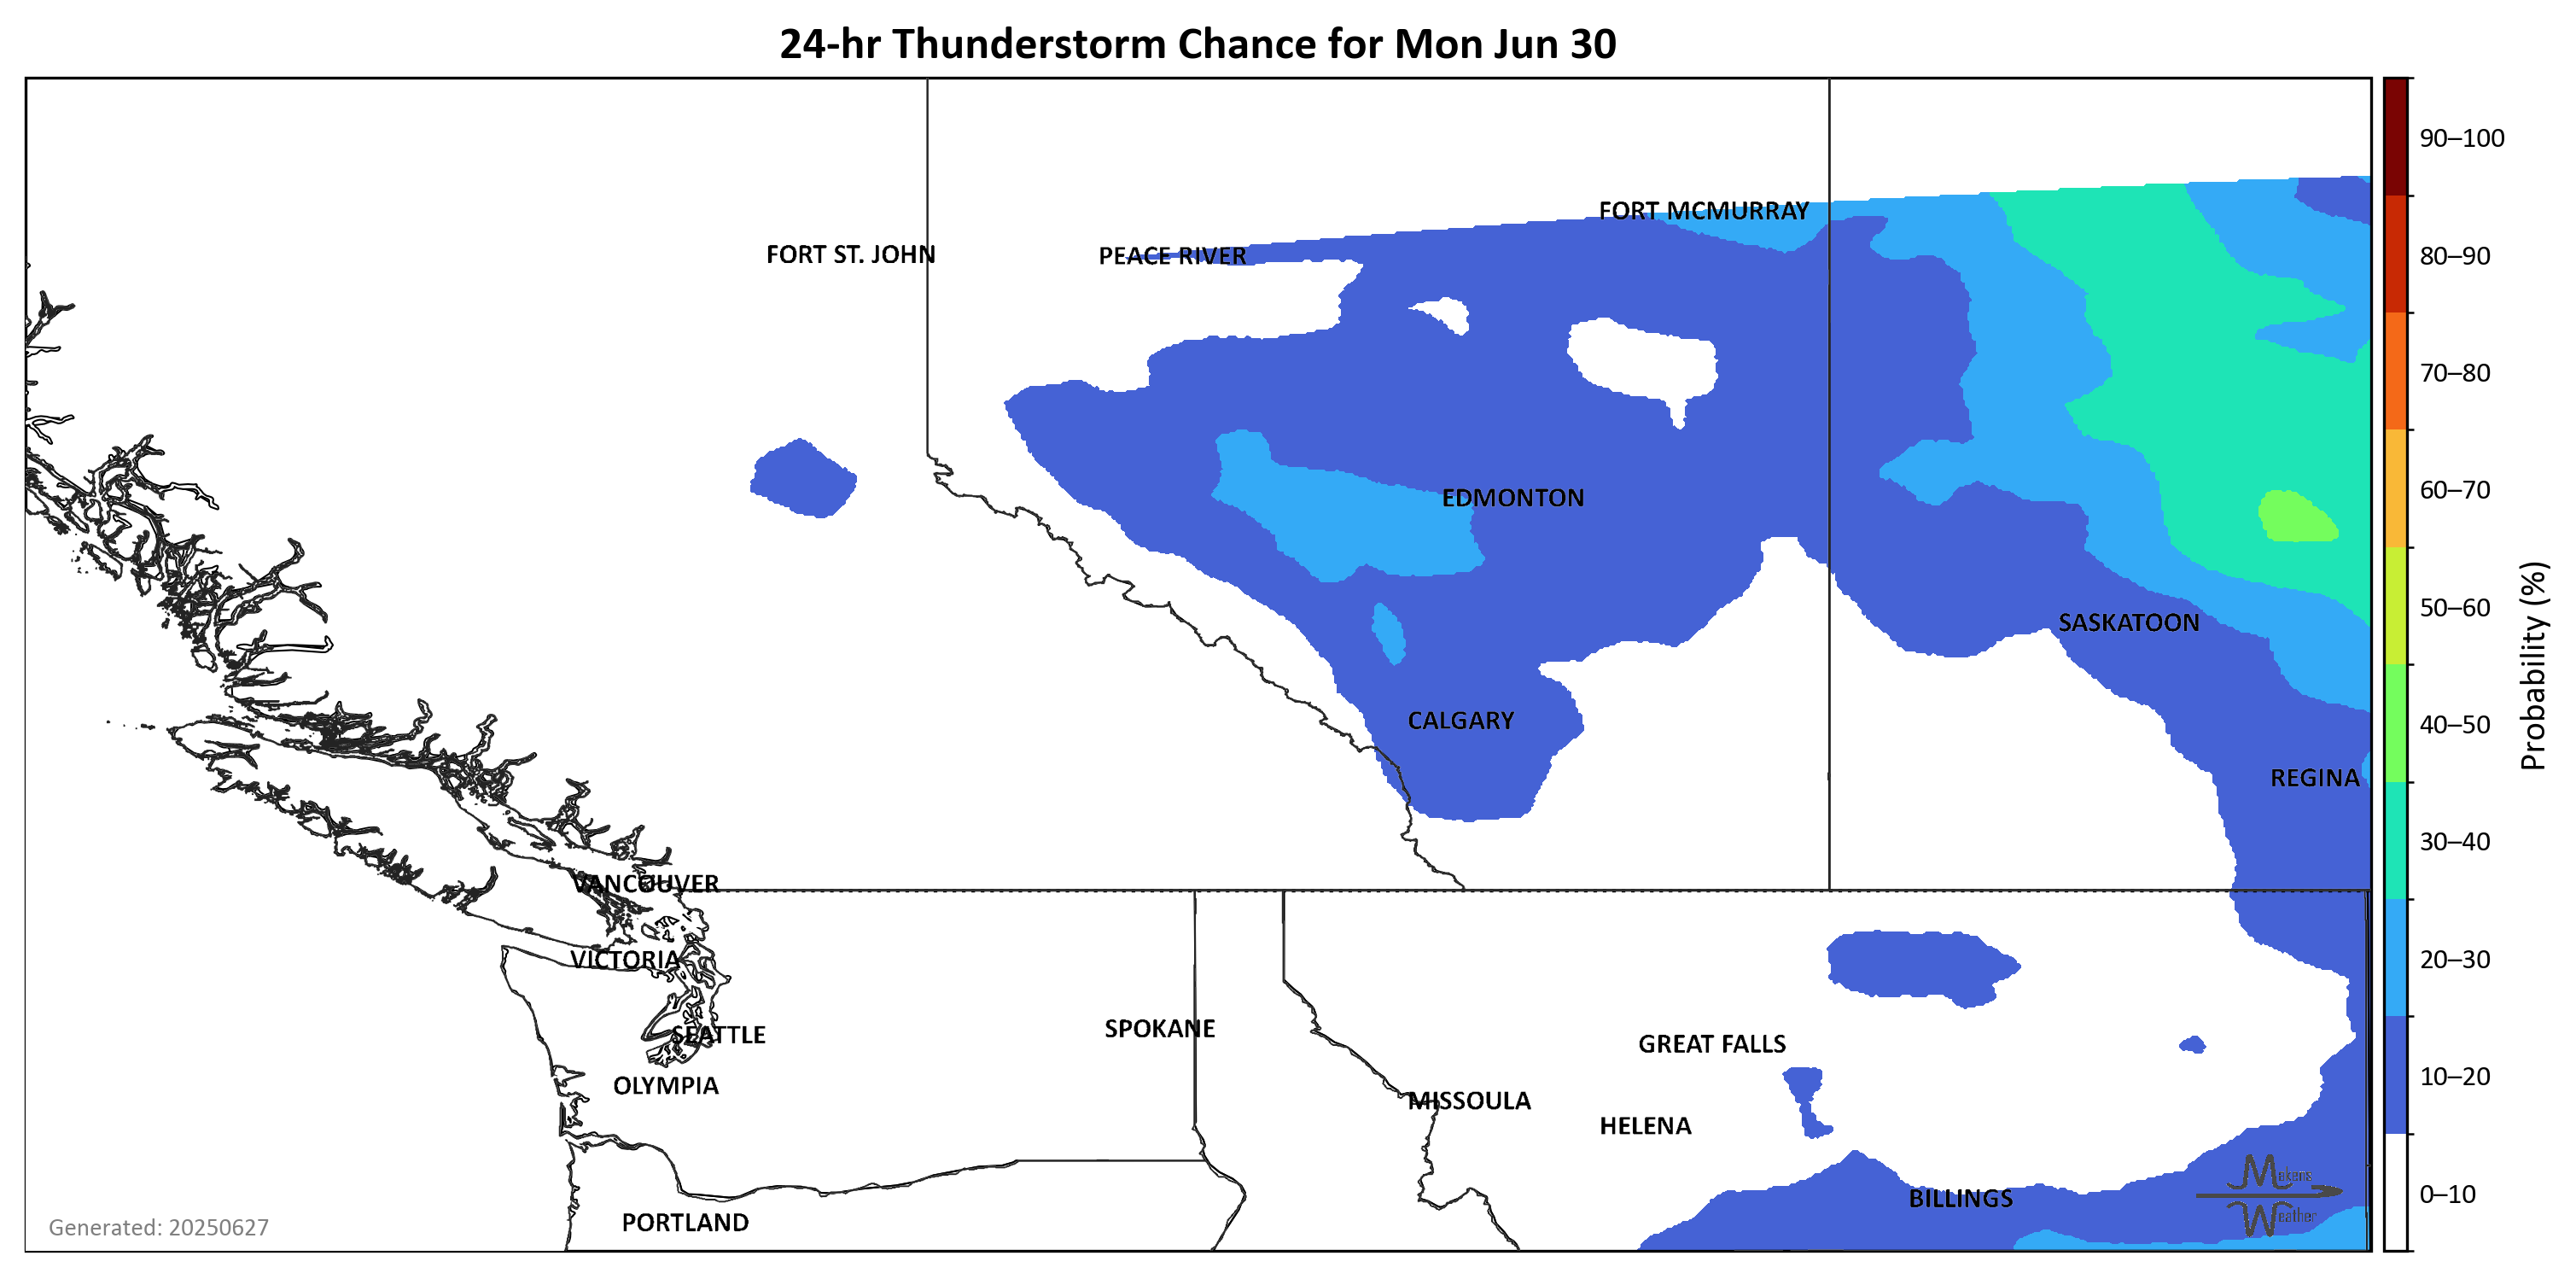 24-hr Thunderstorm Chance for Mon Jun 30
90–100
FORT MCMURRAY
FORT ST. JOHN
PEACE RIVER
80–90
70–80
60–70
EDMONTON
50–60
SASKATOON
Probability (%)
CALGARY
40–50
REGINA
30–40
VANCOUVER
VICTORIA
20–30
SPOKANE
SEATTLE
GREAT FALLS
OLYMPIA
10–20
MISSOULA
HELENA
Mekens
Weather
BILLINGS
0–10
PORTLAND
Generated: 20250627